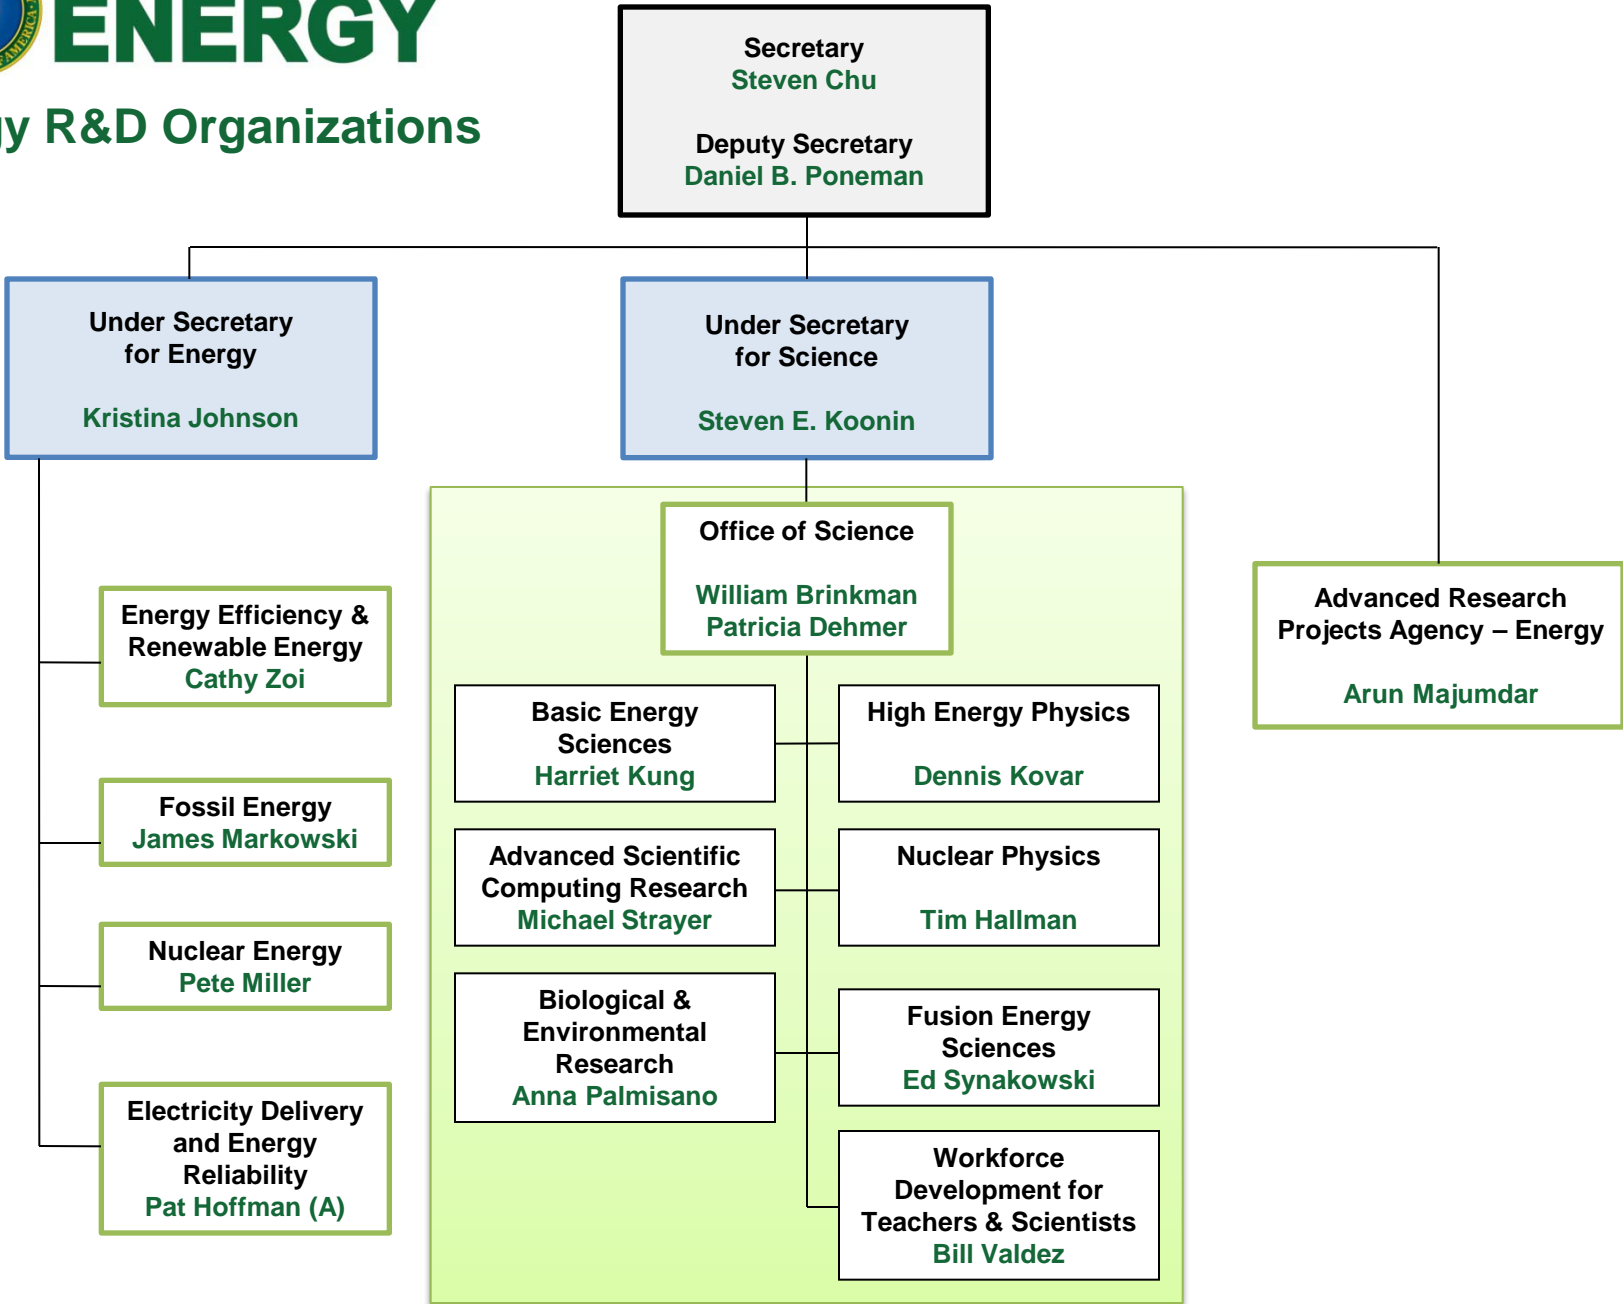 ENERGY
gy R&D Organizations
Secretary
Steven Chu
Deputy Secretary
Daniel B. Poneman
Under Secretary
for Energy
Kristina Johnson
Under Secretary
for Science
Steven E. Koonin
Office of Science
William Brinkman
Patricia Dehmer
Advanced Research
Projects Agency – Energy
Arun Majumdar
Energy Efficiency &
Renewable Energy
Cathy Zoi
Fossil Energy
James Markowski
Nuclear Energy
Pete Miller
Electricity Delivery
and Energy
Reliability
Pat Hoffman (A)
Basic Energy
Sciences
Harriet Kung
High Energy Physics
Dennis Kovar
Advanced Scientific
Computing Research
Michael Strayer
Nuclear Physics
Tim Hallman
Biological &
Environmental
Research
Anna Palmisano
Fusion Energy
Sciences
Ed Synakowski
Workforce
Development for
Teachers & Scientists
Bill Valdez